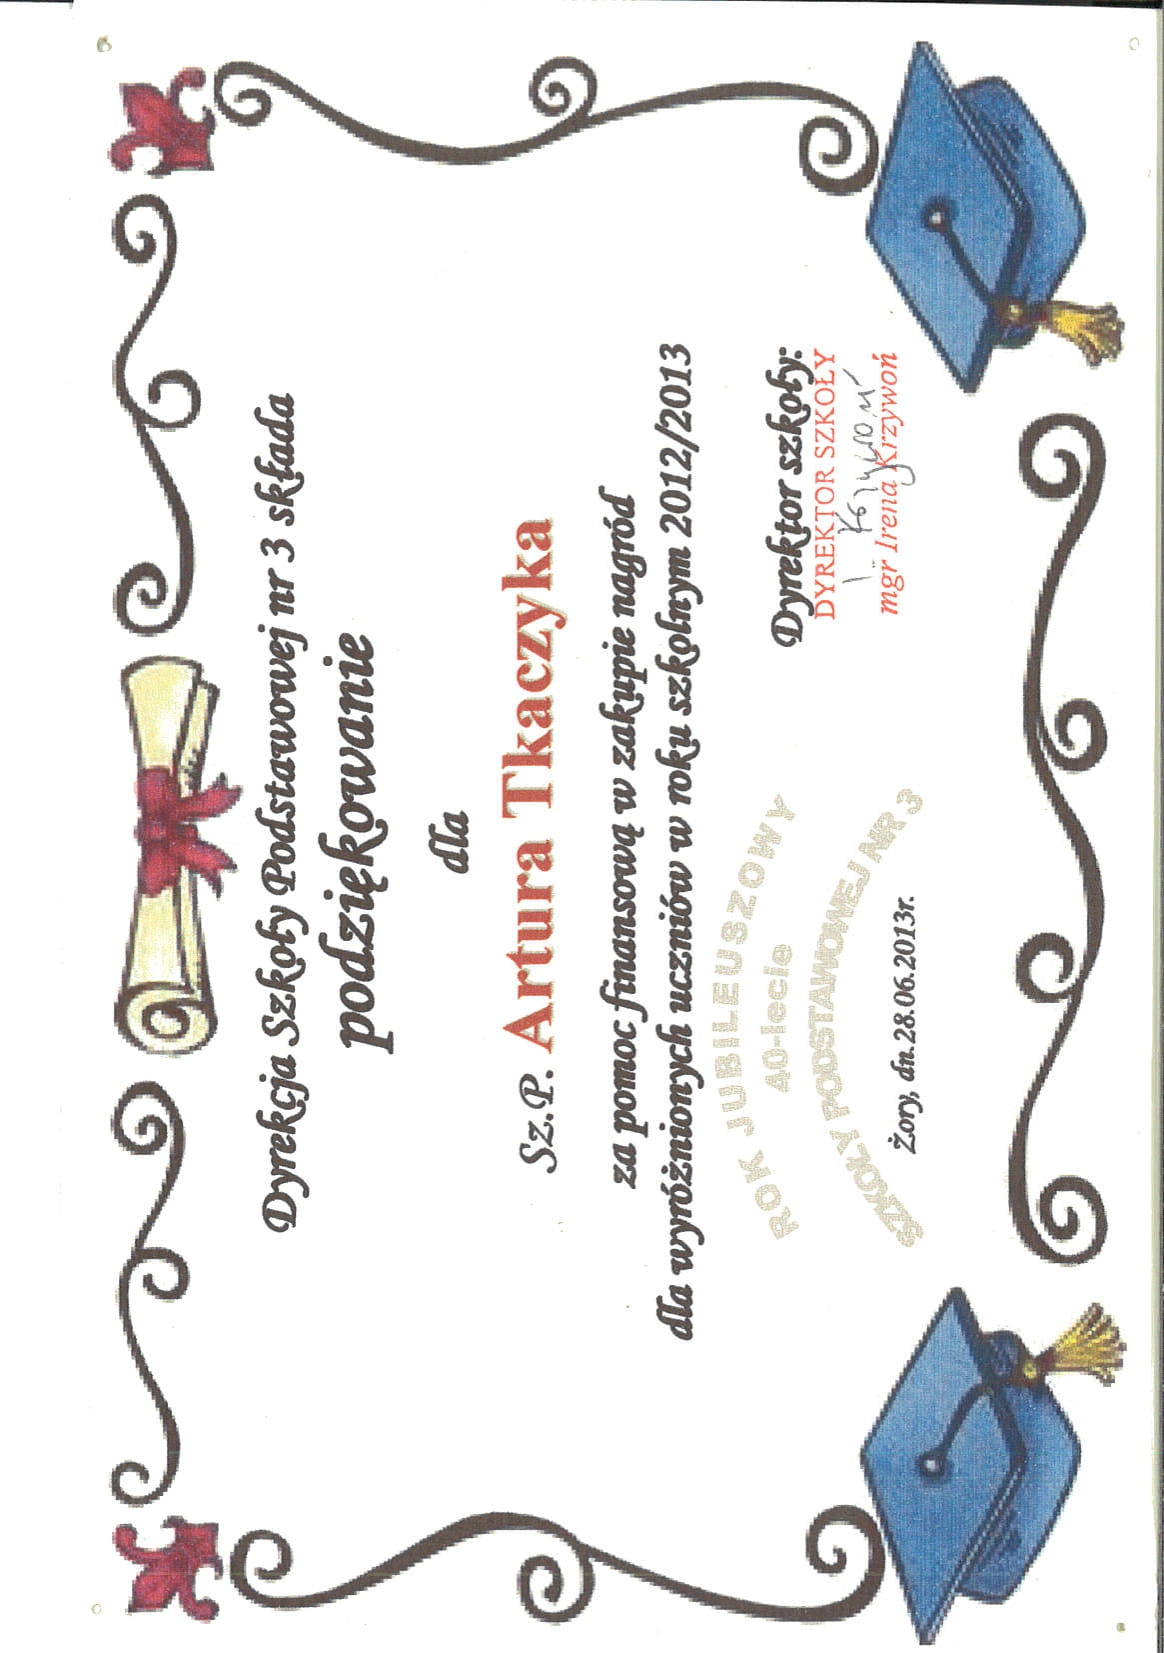 Dyrekcja Szkoły Podstawowej nr 3 składa
podziękowanie
dla
Sz.P. Artura Tkaczyka
za pomoc finansową w zakupie nagród
dla wyróżnionych uczniów w roku szkolnym 2012/2013
ROK JUBILEUSZOWY
40-lecie
SZKOŁY PODSTAWOWEJ NR 3
Żory, dn.28.06.2013r.
Dyrektor szkoły:
DYREKTOR SZKOŁY
I. Krzywoń
mgr Irena Krzywoń